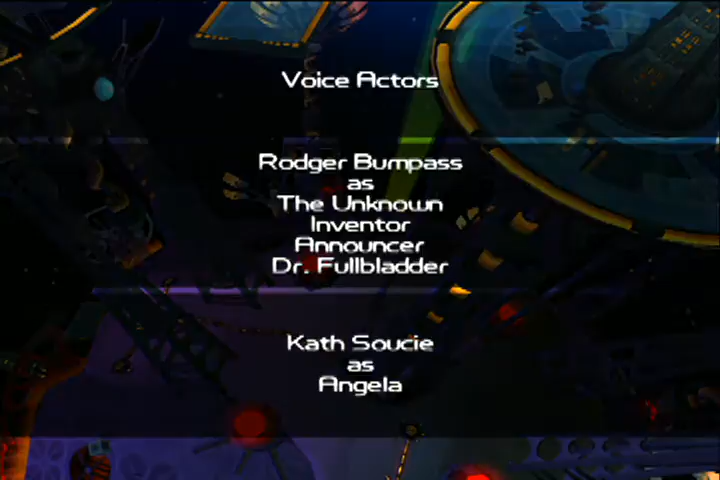 Voice Actors
Rodger Bumpass
as
The Unknown
Inventor
Announcer
Dr. Fullbladder
Kath Soucie
as
Angela